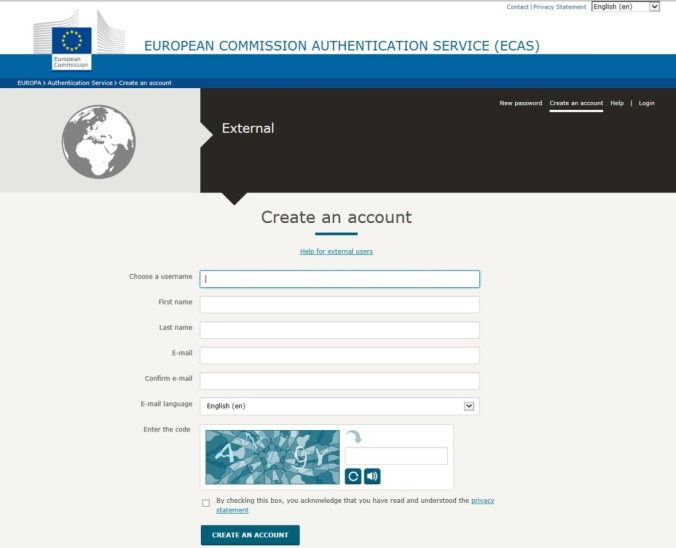 Contact | Privacy Statement English (en)
EUROPEAN COMMISSION AUTHENTICATION SERVICE (ECAS)
European
Commission
EUROPA > Authentication Service > Create an account
New password Create an account Help | Login
External
Create an account
Help for external users
Choose a username
First name
Last name
E-mail
Confirm e-mail
E-mail language English (en)
Enter the code
By checking this box, you acknowledge that you have read and understood the privacy
statement
CREATE AN ACCOUNT